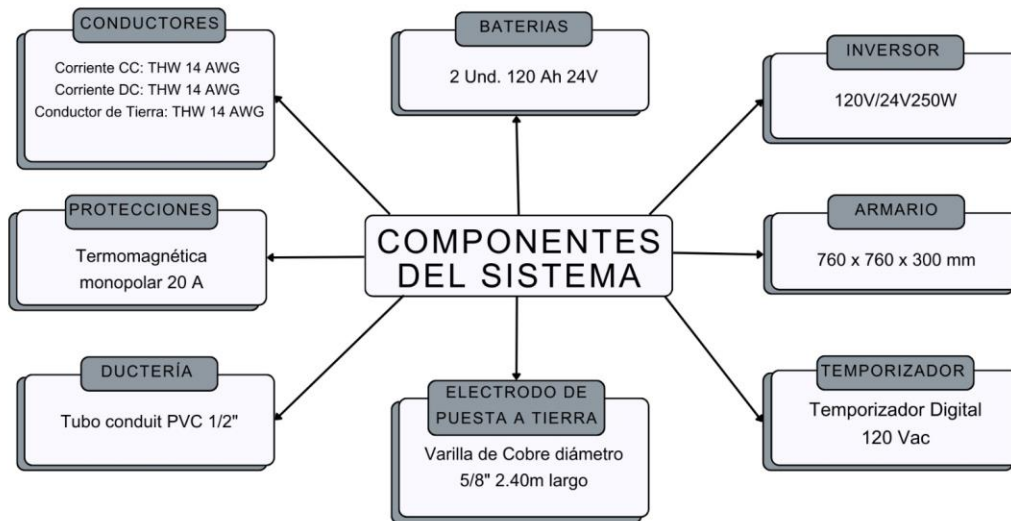 CONDUCTORES
Corriente CC: THW 14 AWG
Corriente DC: THW 14 AWG
Conductor de Tierra: THW 14 AWG
BATERIAS
2 Und. 120 Ah 24V
INVERSOR
120V/24V250W
PROTECCIONES
Termomagnética
monopolar 20 A
COMPONENTES
DEL SISTEMA
ARMARIO
760 x 760 x 300 mm
DUCTERÍA
Tubo conduit PVC 1/2"
ELECTRODO DE
PUESTA A TIERRA
Varilla de Cobre diámetro
5/8" 2.40m largo
TEMPORIZADOR
Temporizador Digital
120 Vac